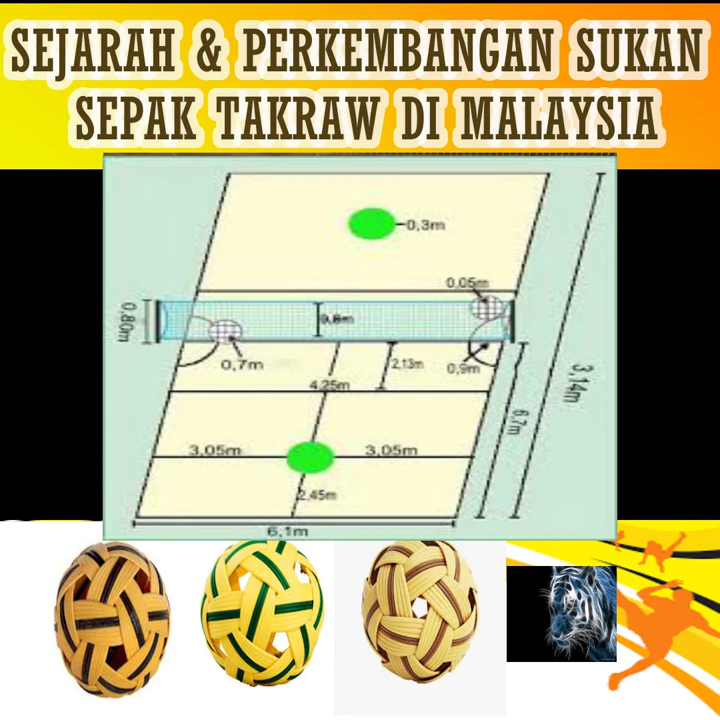 SEJARAH & PERKEMBANGAN SUKAN
SEPAK TAKRAW DI MALAYSIA
0,3m
0,05m
0,80m
0,7m
2,13m
0,9m
4,25m
3,14m
6,7m
3,05m
3,05m
2,45m
6,1m